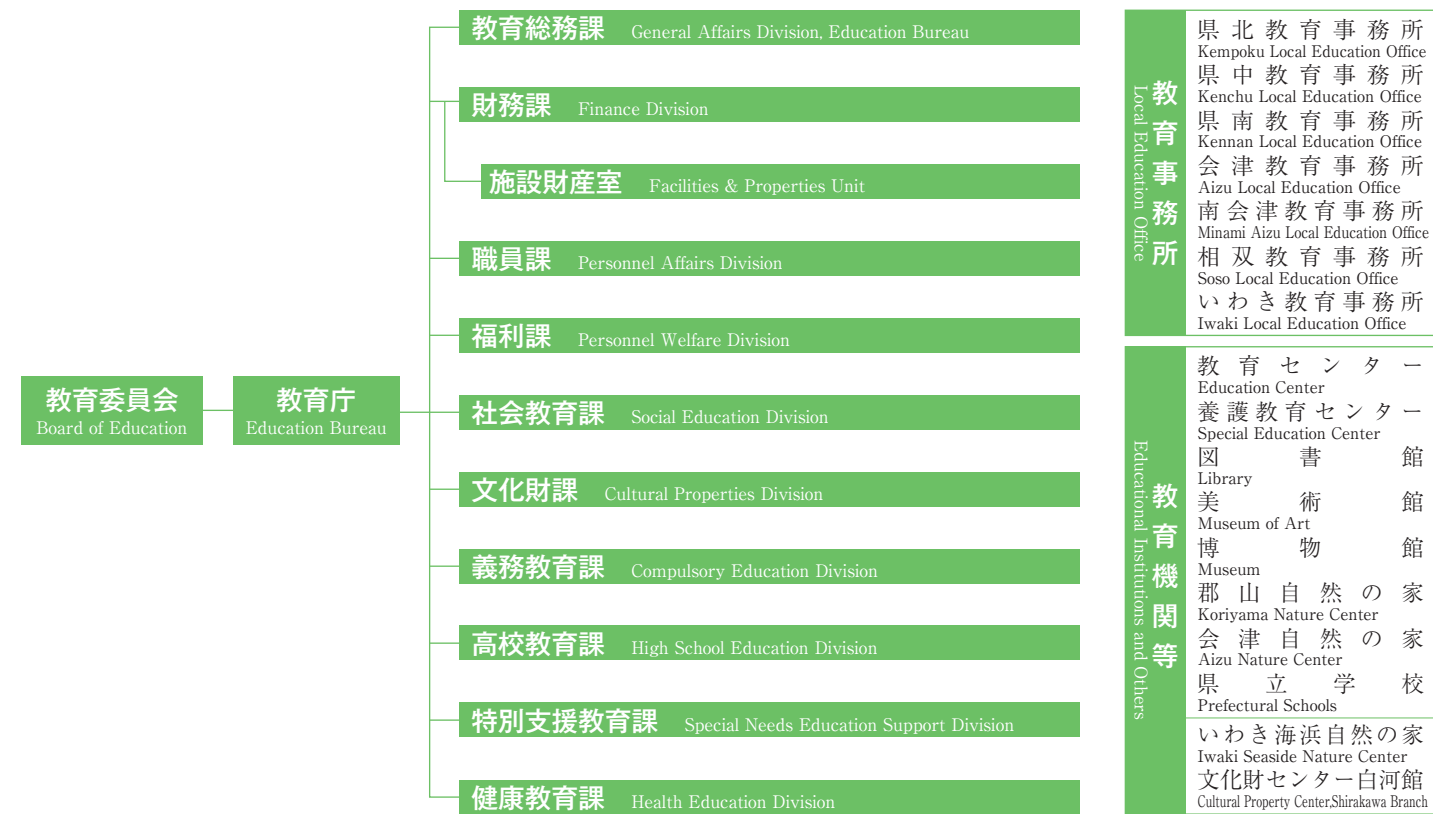 教育委員会
Board of Education
教育庁
Education Bureau
教育総務課 General Affairs Division, Education Bureau
財務課 Finance Division
施設財産室 Facilities & Properties Unit
職員課 Personnel Affairs Division
福利課 Personnel Welfare Division
社会教育課 Social Education Division
文化財課 Cultural Properties Division
義務教育課 Compulsory Education Division
高校教育課 High School Education Division
特別支援教育課 Special Needs Education Support Division
健康教育課 Health Education Division
教育事務所
Local Education Office
県北教育事務所
Kempoku Local Education Office
県中教育事務所
Kenchu Local Education Office
県南教育事務所
Kennan Local Education Office
会津教育事務所
Aizu Local Education Office
南会津教育事務所
Minami Aizu Local Education Office
相双教育事務所
Soso Local Education Office
いわき教育事務所
Iwaki Local Education Office
教育機関等
Educational Institutions and Others
教育センター
Education Center
養護教育センター
Special Education Center
図書館
Library
美術館
Museum of Art
博物館
Museum
郡山自然の家
Koriyama Nature Center
会津自然の家
Aizu Nature Center
県立学校
Prefectural Schools
いわき海浜自然の家
Iwaki Seaside Nature Center
文化財センター白河館
Cultural Property Center,Shirakawa Branch